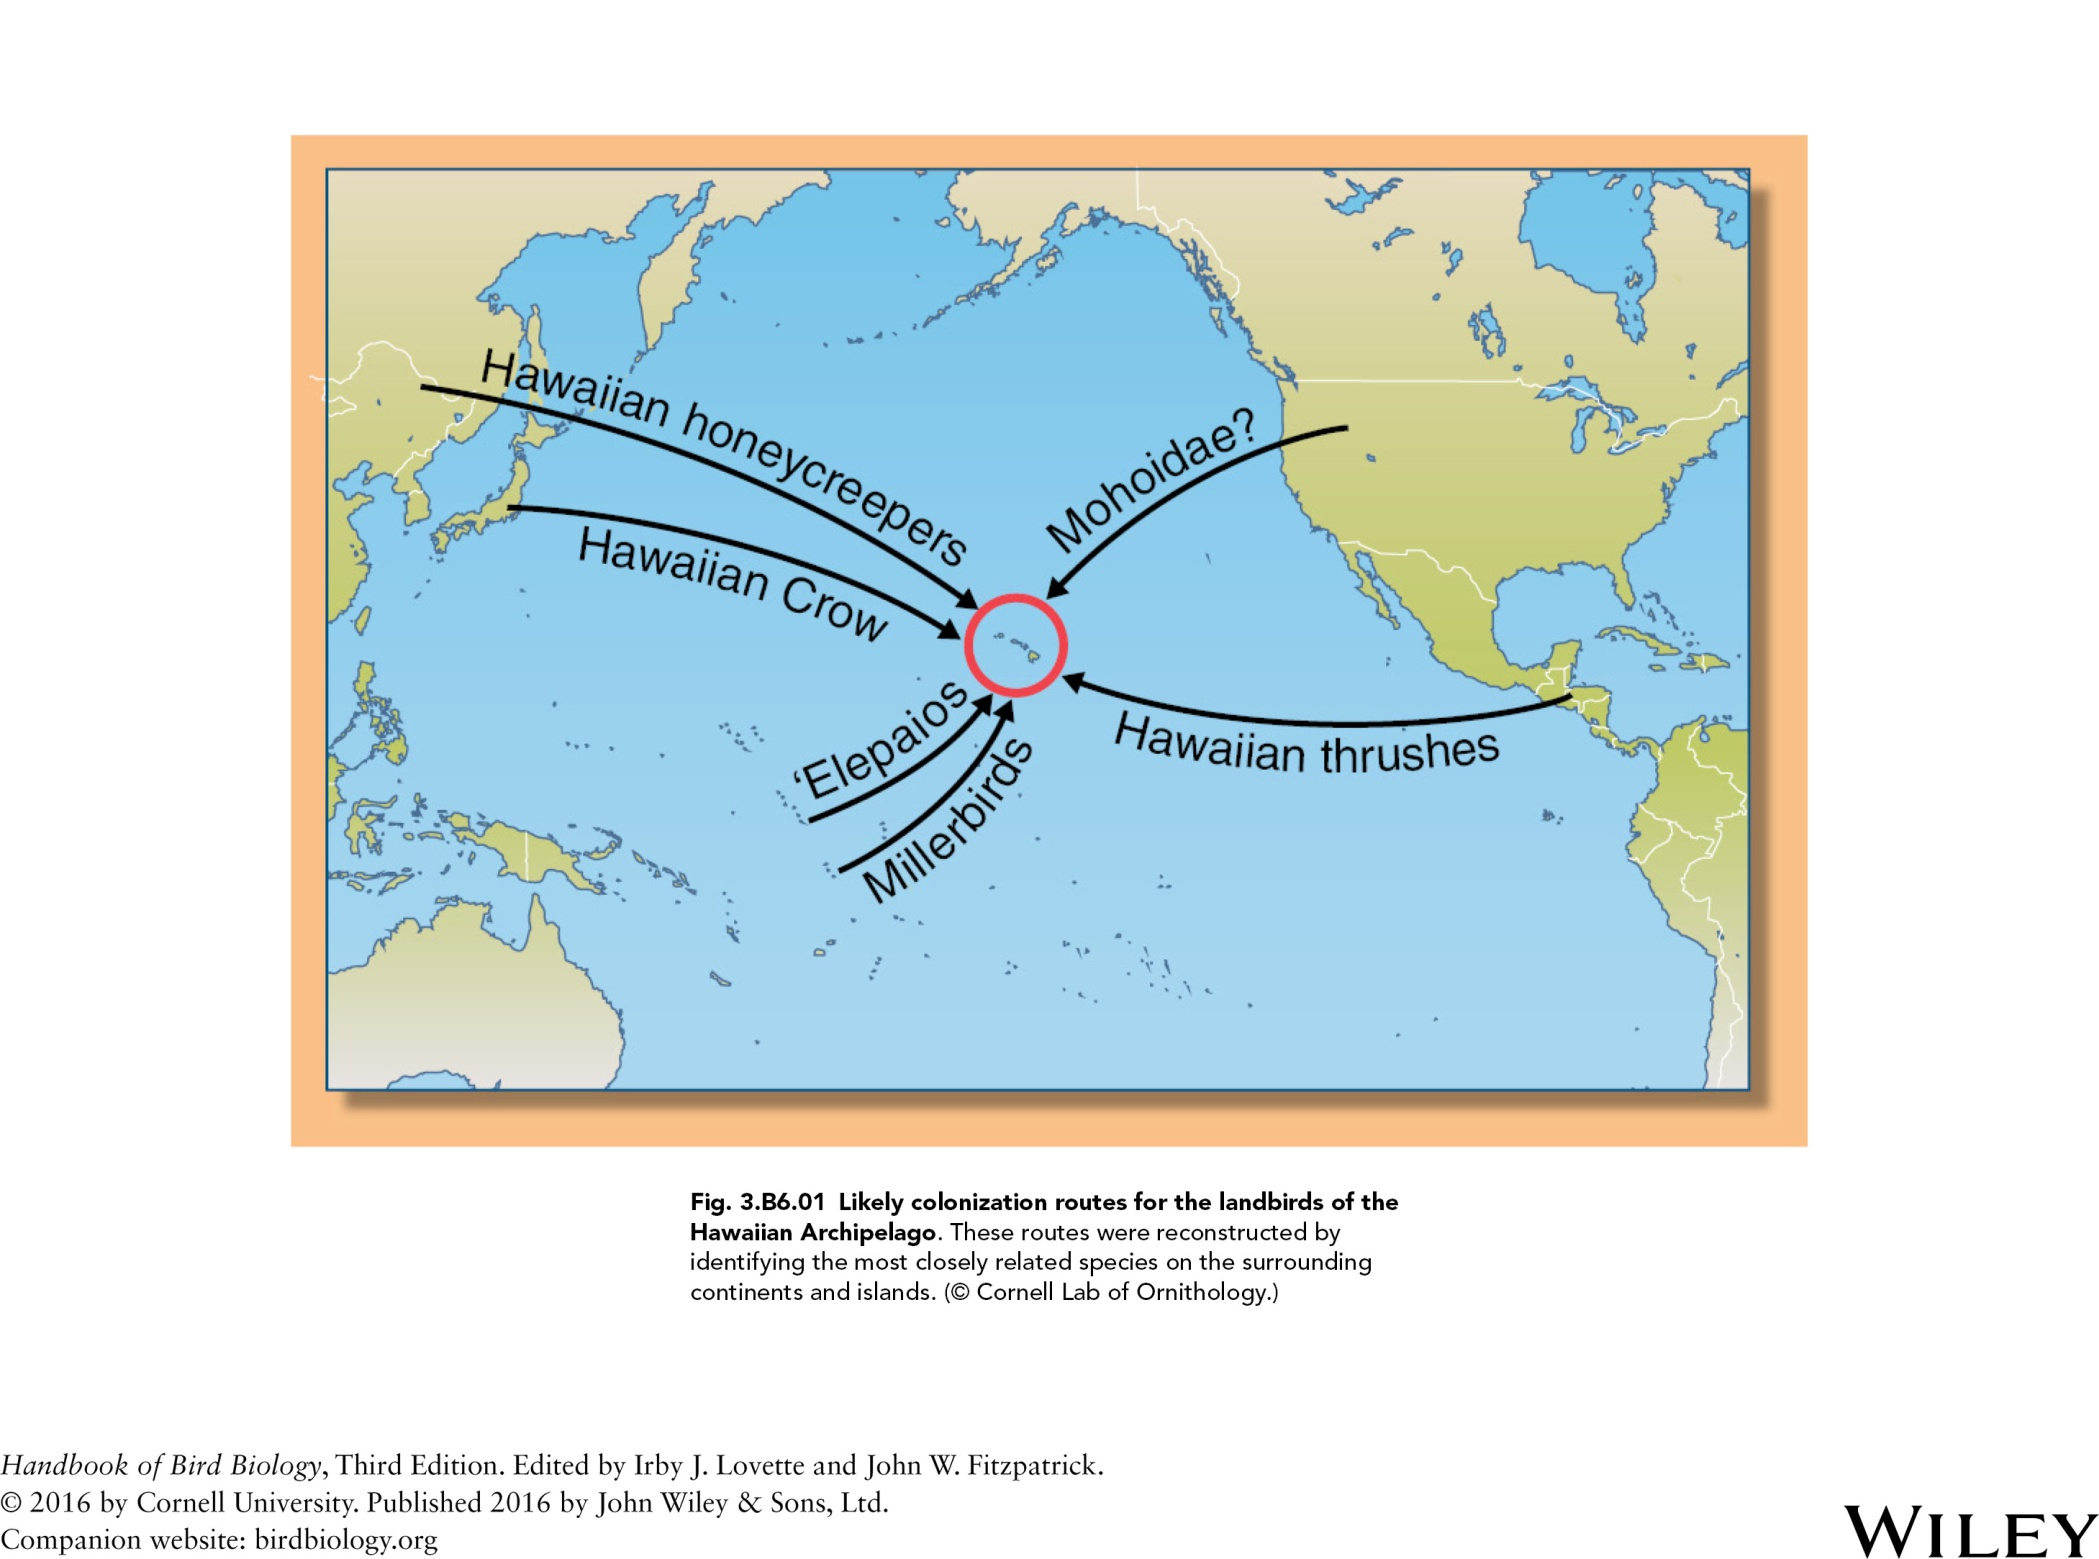 Hawaiian honeycreepers
Mohoidae?
Hawaiian Crow
‘Elepaios
Millerbirds
Hawaiian thrushes
Fig. 3.B6.01 Likely colonization routes for the landbirds of the
Hawaiian Archipelago. These routes were reconstructed by
identifying the most closely related species on the surrounding
continents and islands. (© Cornell Lab of Ornithology.)
Handbook of Bird Biology, Third Edition. Edited by Irby J. Lovette and John W. Fitzpatrick.
© 2016 by Cornell University. Published 2016 by John Wiley & Sons, Ltd.
Companion website: birdbiology.org
WILEY